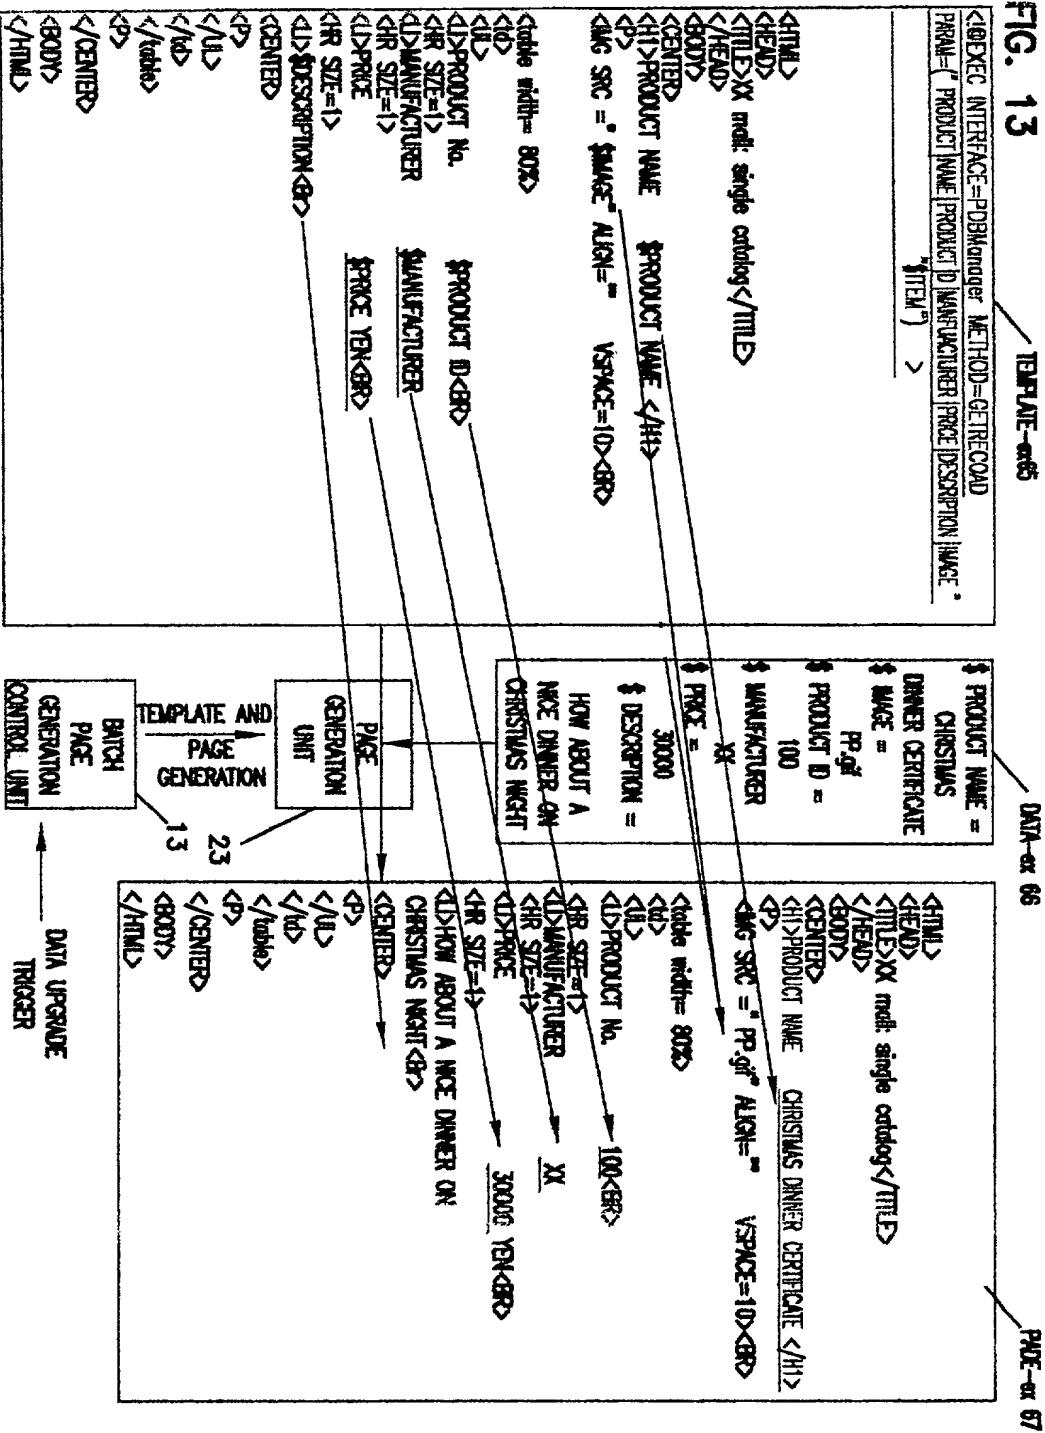 FIG. 13
TEMPLATE-ex65
<!@EXEC INTERFACE=PDBManager METHOD=GETRECOAD
PARAM=(" PRODUCT NAME|PRODUCT ID|MANFUACTURER|PRICE|DESCRIPTION|IMAGE"
"$ITEM") >
<HTML>
<HEAD>
<TITLE>XX mall: single catalog</TITLE>
</HEAD>
<BODY>
<CENTER>
<H1>PRODUCT NAME $PRODUCT NAME </H1>
<P>
<IMG SRC =" $IMAGE" ALIGN="" VSPACE=10><BR>
<table width= 80%>
<td>
<UL>
<LI>PRODUCT No. $PRODUCT ID<BR>
<HR SIZE=1>
<LI>MANUFACTURER $MANUFACTURER
<HR SIZE=1>
<LI>PRICE $PRICE YEN<BR>
<HR SIZE=1>
<LI>$DESCRIPTION<Br>
<CENTER>
<P>
</UL>
</td>
</table>
<P>
</CENTER>
<BODY>
</HTML>
DATA-ex 66
$ PRODUCT NAME =
CHRISTMAS
DINNER CERTIFICATE
$ IMAGE =
PP.gif
$ PRODUCT ID =
100
$ MANUFACTURER
XX
$ PRICE =
30000
$ DESCRIPTION =
HOW ABOUT A
NICE DINNER ON
CHRISTMAS NIGHT
PAGE
GENERATION
UNIT
23
TEMPLATE AND
PAGE
GENERATION
BATCH
PAGE
GENERATION
CONTROL UNIT
13
DATA UPGRADE
TRIGGER
PADE-ex 67
<HTML>
<HEAD>
<TITLE>XX mall: single catalog</TITLE>
</HEAD>
<BODY>
<CENTER>
<H1>PRODUCT NAME CHRISTMAS DINNER CERTIFICATE </H1>
<P>
<IMG SRC =" PP.gif" ALIGN="" VSPACE=10><BR>
<table width= 80%>
<td>
<UL>
<LI>PRODUCT No. 100<BR>
<HR SIZE=1>
<LI>MANUFACTURER XX
<HR SIZE=1>
<LI>PRICE 30000 YEN<BR>
<HR SIZE=1>
<LI>HOW ABOUT A NICE DINNER ON
CHRISTMAS NIGHT<Br>
<CENTER>
<P>
</UL>
</td>
</table>
<P>
</CENTER>
<BODY>
</HTML>